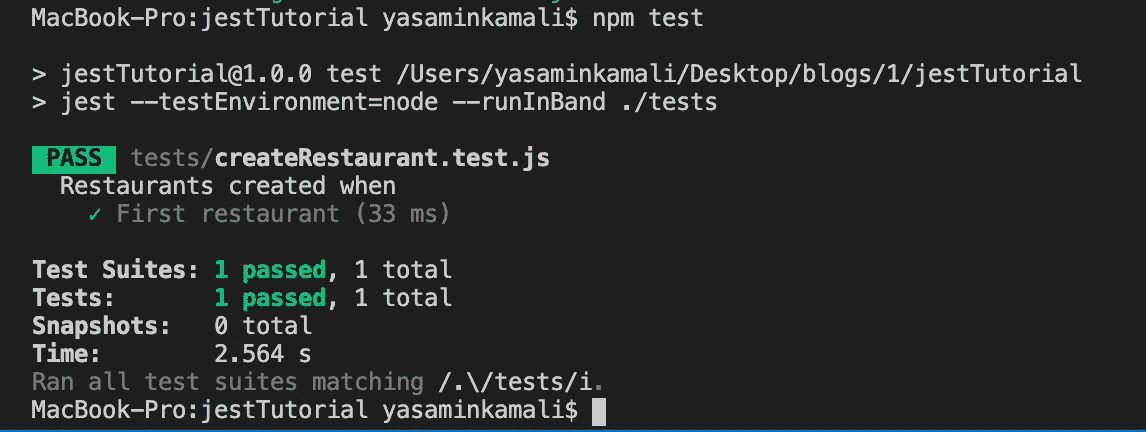 MacBook-Pro:jestTutorial yasaminkamali$ npm test
> jestTutorial@1.0.0 test /Users/yasaminkamali/Desktop/blogs/1/jestTutorial
> jest --testEnvironment=node --runInBand ./tests
PASS tests/createRestaurant.test.js
Restaurants created when
✓ First restaurant (33 ms)
Test Suites: 1 passed, 1 total
Tests: 1 passed, 1 total
Snapshots: 0 total
Time: 2.564 s
Ran all test suites matching /.\/tests/i.
MacBook-Pro:jestTutorial yasaminkamali$